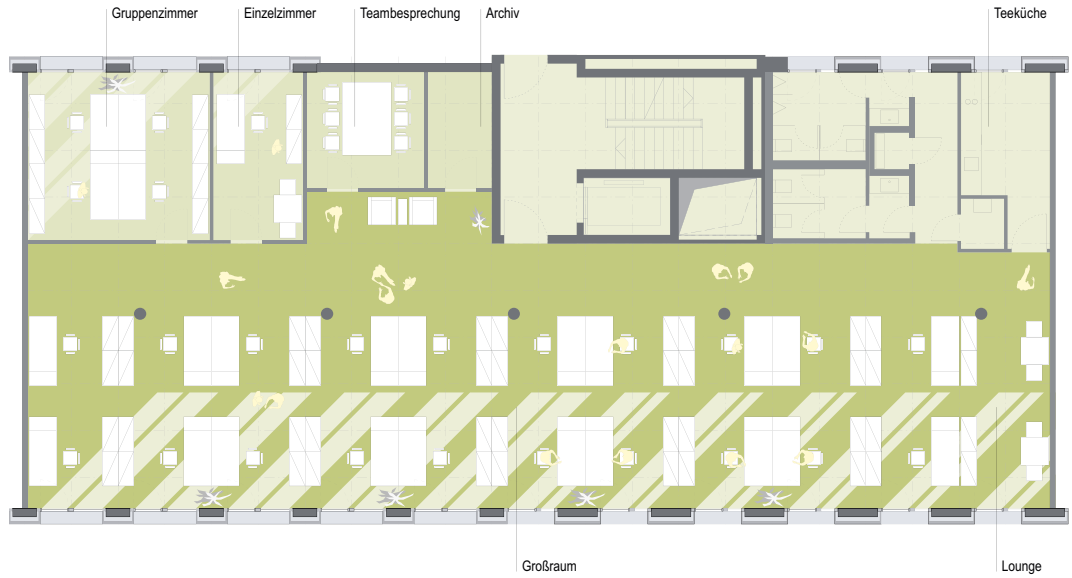 Gruppenzimmer
Einzelzimmer
Teambesprechung
Archiv
Teeküche
Großraum
Lounge